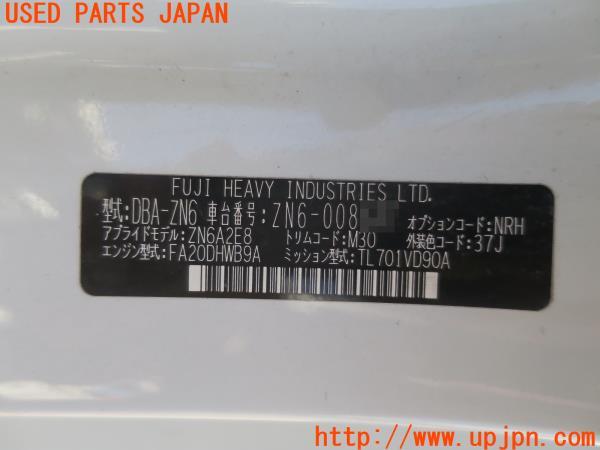 USED PARTS JAPAN
FUJI HEAVY INDUSTRIES LTD.
型式:DBA-ZN6 車台番号:ZN6-008 オプションコード:NRH
アプライドモデル:ZN6A2E8 トリムコード:M30 外装色コード:37J
エンジン型式:FA20DHWB9A ミッション型式:TL701VD90A
http://www.upjpn.com/